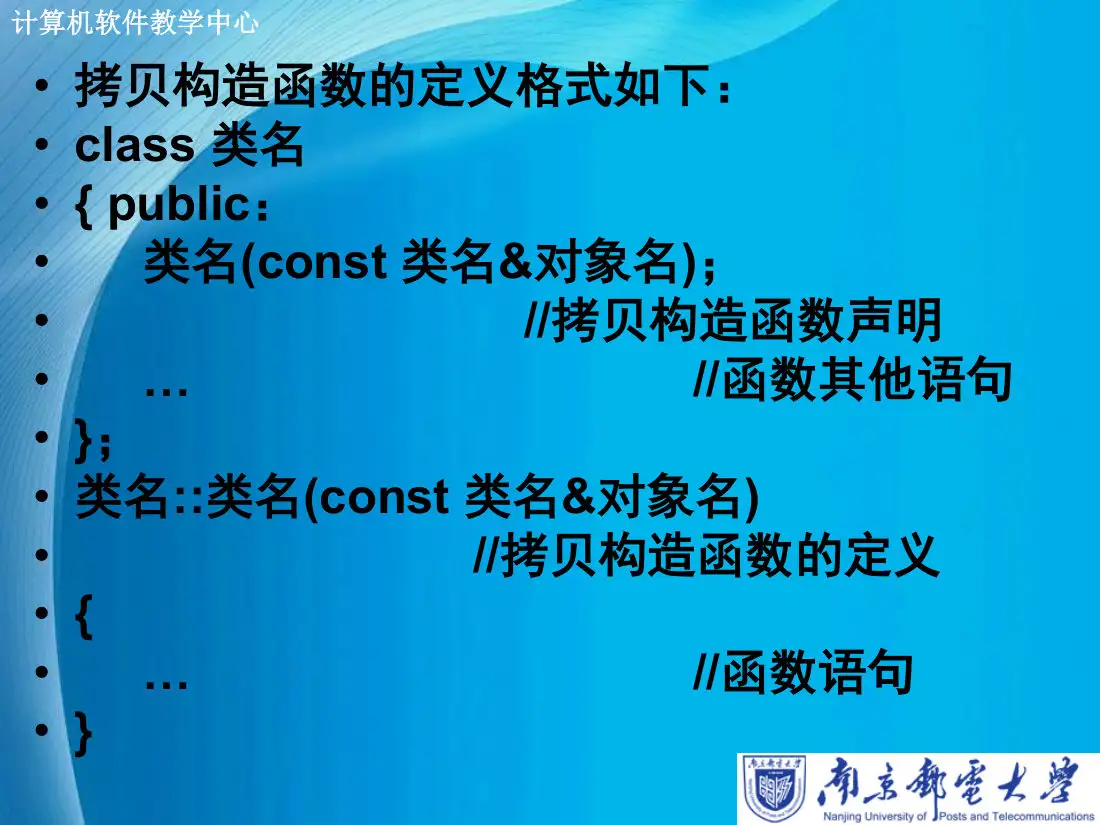 计算机软件教学中心
• 拷贝构造函数的定义格式如下：
• class 类名
• { public：
• 类名(const 类名&对象名)；
• //拷贝构造函数声明
• … //函数其他语句
• }；
• 类名::类名(const 类名&对象名)
• //拷贝构造函数的定义
• {
• … //函数语句
• }
南京郵電大學
Nanjing University of Posts and Telecommunications